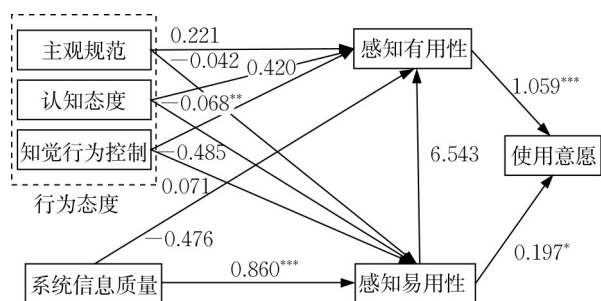 主观规范
0.221
感知有用性
-0.042
0.420
认知态度
1.059***
-0.068**
知觉行为控制
-0.485
6.543
使用意愿
0.071
行为态度
-0.476
0.197*
系统信息质量
0.860***
感知易用性